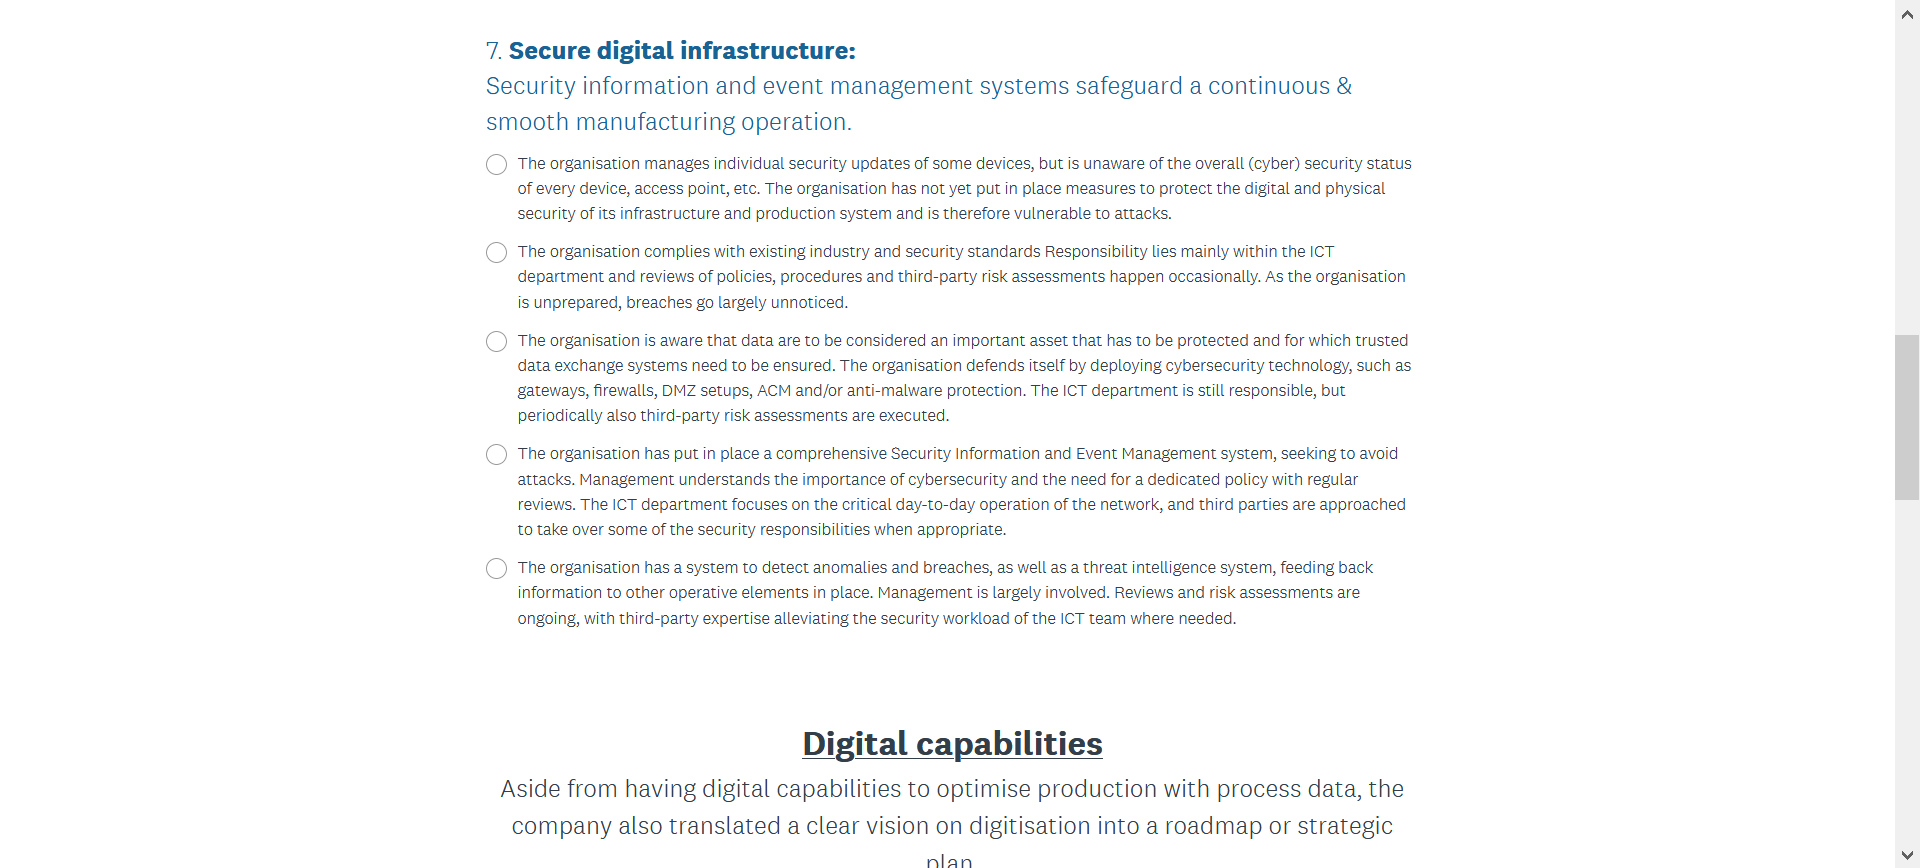 7. Secure digital infrastructure:
Security information and event management systems safeguard a continuous &
smooth manufacturing operation.
The organisation manages individual security updates of some devices, but is unaware of the overall (cyber) security status
of every device, access point, etc. The organisation has not yet put in place measures to protect the digital and physical
security of its infrastructure and production system and is therefore vulnerable to attacks.
The organisation complies with existing industry and security standards Responsibility lies mainly within the ICT
department and reviews of policies, procedures and third-party risk assessments happen occasionally. As the organisation
is unprepared, breaches go largely unnoticed.
The organisation is aware that data are to be considered an important asset that has to be protected and for which trusted
data exchange systems need to be ensured. The organisation defends itself by deploying cybersecurity technology, such as
gateways, firewalls, DMZ setups, ACM and/or anti-malware protection. The ICT department is still responsible, but
periodically also third-party risk assessments are executed.
The organisation has put in place a comprehensive Security Information and Event Management system, seeking to avoid
attacks. Management understands the importance of cybersecurity and the need for a dedicated policy with regular
reviews. The ICT department focuses on the critical day-to-day operation of the network, and third parties are approached
to take over some of the security responsibilities when appropriate.
The organisation has a system to detect anomalies and breaches, as well as a threat intelligence system, feeding back
information to other operative elements in place. Management is largely involved. Reviews and risk assessments are
ongoing, with third-party expertise alleviating the security workload of the ICT team where needed.
Digital capabilities
Aside from having digital capabilities to optimise production with process data, the
company also translated a clear vision on digitisation into a roadmap or strategic
plan